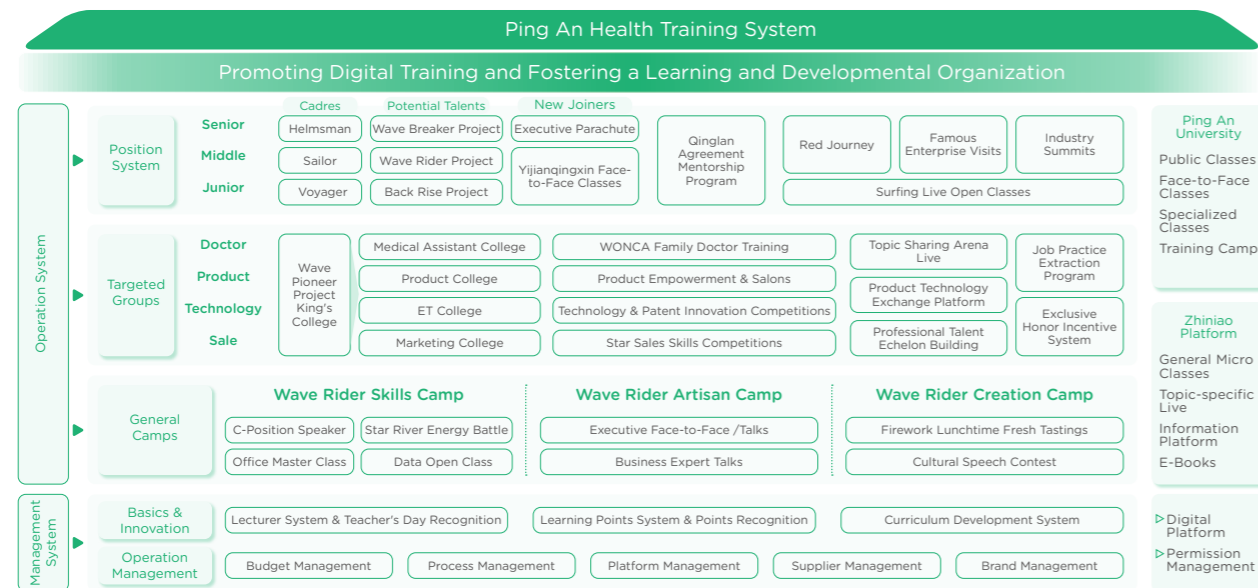 Ping An Health Training System
Promoting Digital Training and Fostering a Learning and Developmental Organization
Operation System
Position
System
Cadres
Potential Talents
New Joiners
Senior
Helmsman
Wave Breaker Project
Executive Parachute
Middle
Sailor
Wave Rider Project
Yijianqingxin Face-
to-Face Classes
Junior
Voyager
Back Rise Project
Qinglan
Agreement
Mentorship
Program
Red Journey
Famous
Enterprise Visits
Industry
Summits
Surfing Live Open Classes
Targeted
Groups
Doctor
Product
Technology
Sale
Wave
Pioneer
Project
King's
College
Medical Assistant College
Product College
ET College
Marketing College
WONCA Family Doctor Training
Product Empowerment & Salons
Technology & Patent Innovation Competitions
Star Sales Skills Competitions
Topic Sharing Arena
Live
Product Technology
Exchange Platform
Professional Talent
Echelon Building
Job Practice
Extraction
Program
Exclusive
Honor Incentive
System
General
Camps
Wave Rider Skills Camp
C-Position Speaker
Star River Energy Battle
Office Master Class
Data Open Class
Wave Rider Artisan Camp
Executive Face-to-Face /Talks
Business Expert Talks
Wave Rider Creation Camp
Firework Lunchtime Fresh Tastings
Cultural Speech Contest
Management
System
Basics &
Innovation
Lecturer System & Teacher's Day Recognition
Learning Points System & Points Recognition
Curriculum Development System
Operation
Management
Budget Management
Process Management
Platform Management
Supplier Management
Brand Management
Ping An
University
Public Classes
Face-to-Face
Classes
Specialized
Classes
Training Camp
Zhiniao
Platform
General Micro
Classes
Topic-specific
Live
Information
Platform
E-Books
Digital
Platform
Permission
Management